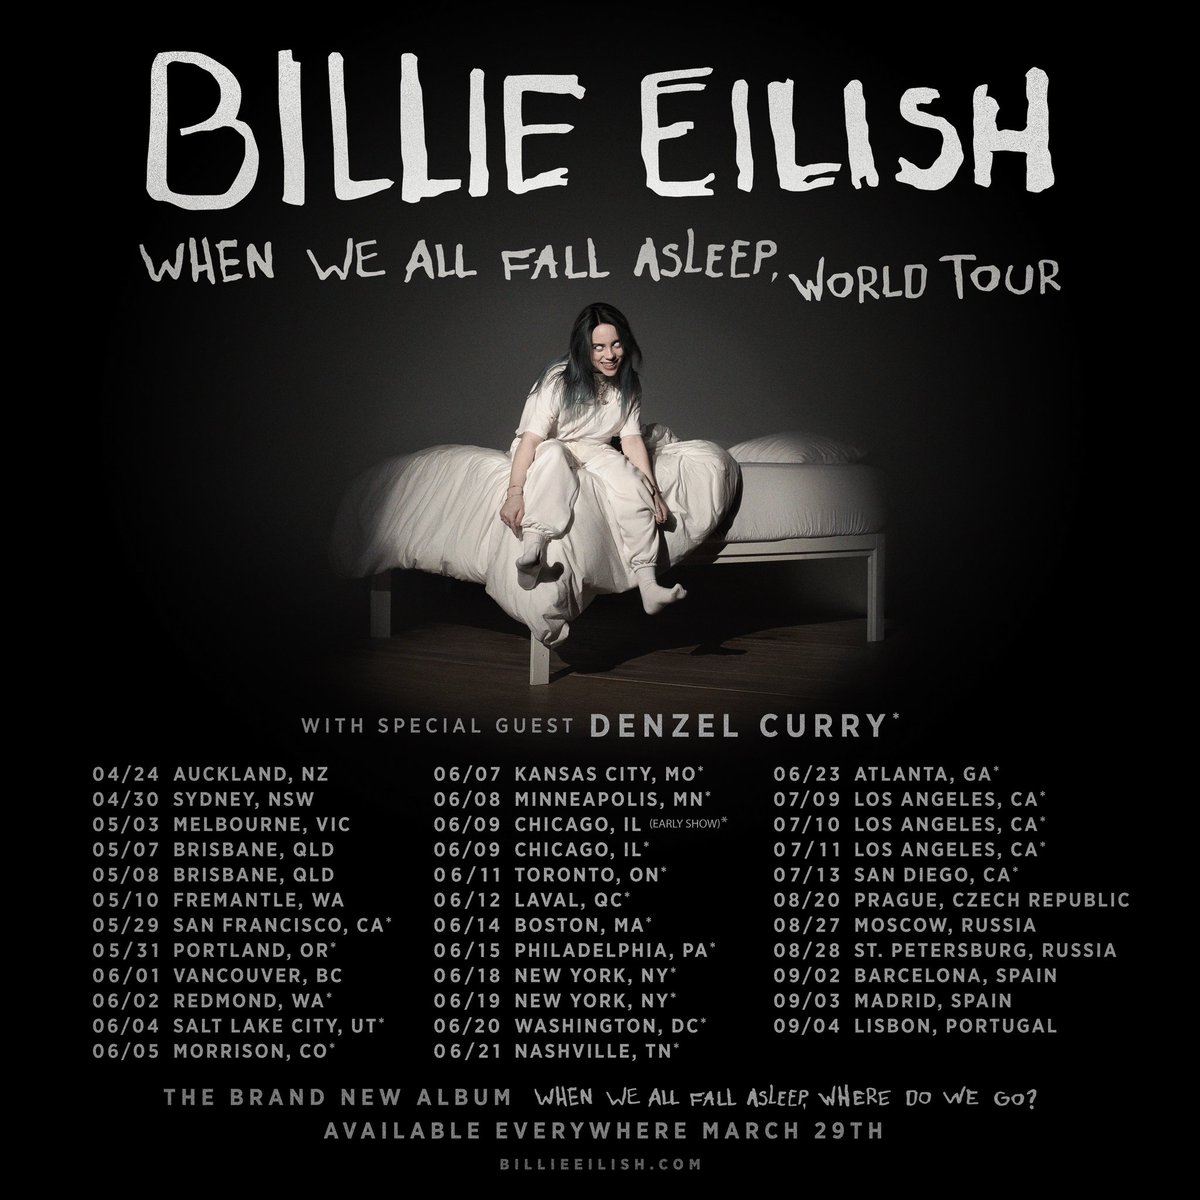 BILLIE EILISH
WHEN WE ALL FALL ASLEEP, WORLD TOUR
WITH SPECIAL GUEST DENZEL CURRY*
04/24 AUCKLAND, NZ
04/30 SYDNEY, NSW
05/03 MELBOURNE, VIC
05/07 BRISBANE, QLD
05/08 BRISBANE, QLD
05/10 FREMANTLE, WA
05/29 SAN FRANCISCO, CA*
05/31 PORTLAND, OR*
06/01 VANCOUVER, BC
06/02 REDMOND, WA*
06/04 SALT LAKE CITY, UT*
06/05 MORRISON, CO*
06/07 KANSAS CITY, MO*
06/08 MINNEAPOLIS, MN*
06/09 CHICAGO, IL (EARLY SHOW)*
06/09 CHICAGO, IL*
06/11 TORONTO, ON*
06/12 LAVAL, QC*
06/14 BOSTON, MA*
06/15 PHILADELPHIA, PA*
06/18 NEW YORK, NY*
06/19 NEW YORK, NY*
06/20 WASHINGTON, DC*
06/21 NASHVILLE, TN*
06/23 ATLANTA, GA*
07/09 LOS ANGELES, CA*
07/10 LOS ANGELES, CA*
07/11 LOS ANGELES, CA*
07/13 SAN DIEGO, CA*
08/20 PRAGUE, CZECH REPUBLIC
08/27 MOSCOW, RUSSIA
08/28 ST. PETERSBURG, RUSSIA
09/02 BARCELONA, SPAIN
09/03 MADRID, SPAIN
09/04 LISBON, PORTUGAL
THE BRAND NEW ALBUM WHEN WE ALL FALL ASLEEP, WHERE DO WE GO?
AVAILABLE EVERYWHERE MARCH 29TH
BILLIEEILISH.COM